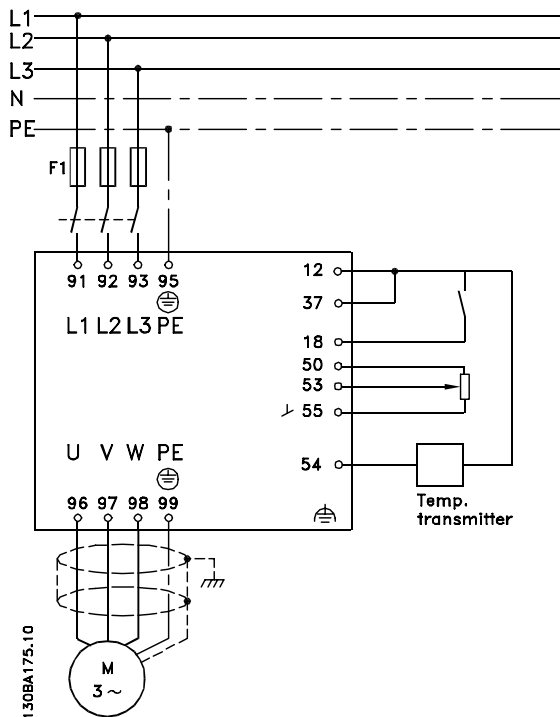 L1
L2
L3
N
PE
F1
91 92 93 95
L1 L2 L3 PE
12
37
18
50
53
55
54
U V W PE
96 97 98 99
Temp.
transmitter
M
3~
130BA175.10